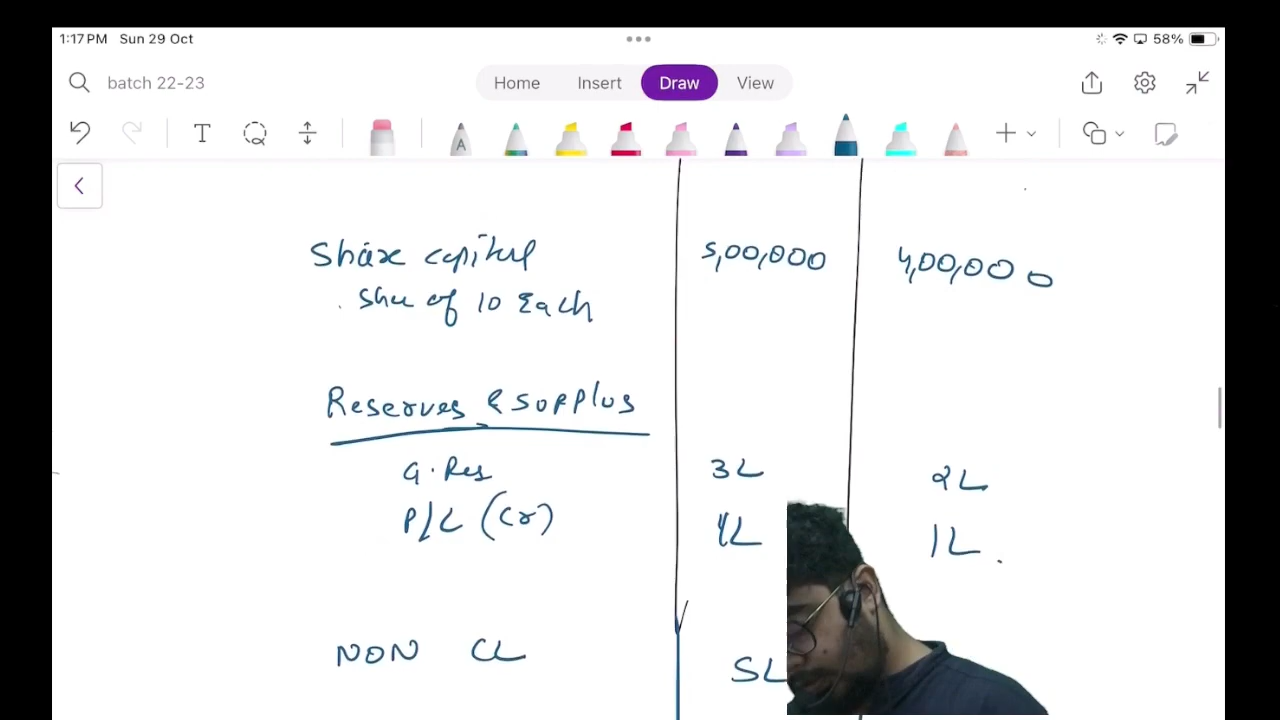 1:17 PM Sun 29 Oct 58%
batch 22-23 Home Insert Draw View
T A
Share capital 5,00,000 4,00,000
. Share of 10 Each
Reserves & Surplus
G. Res 3L 2L
P/L (Cr) 4L 1L
NON CL 5L